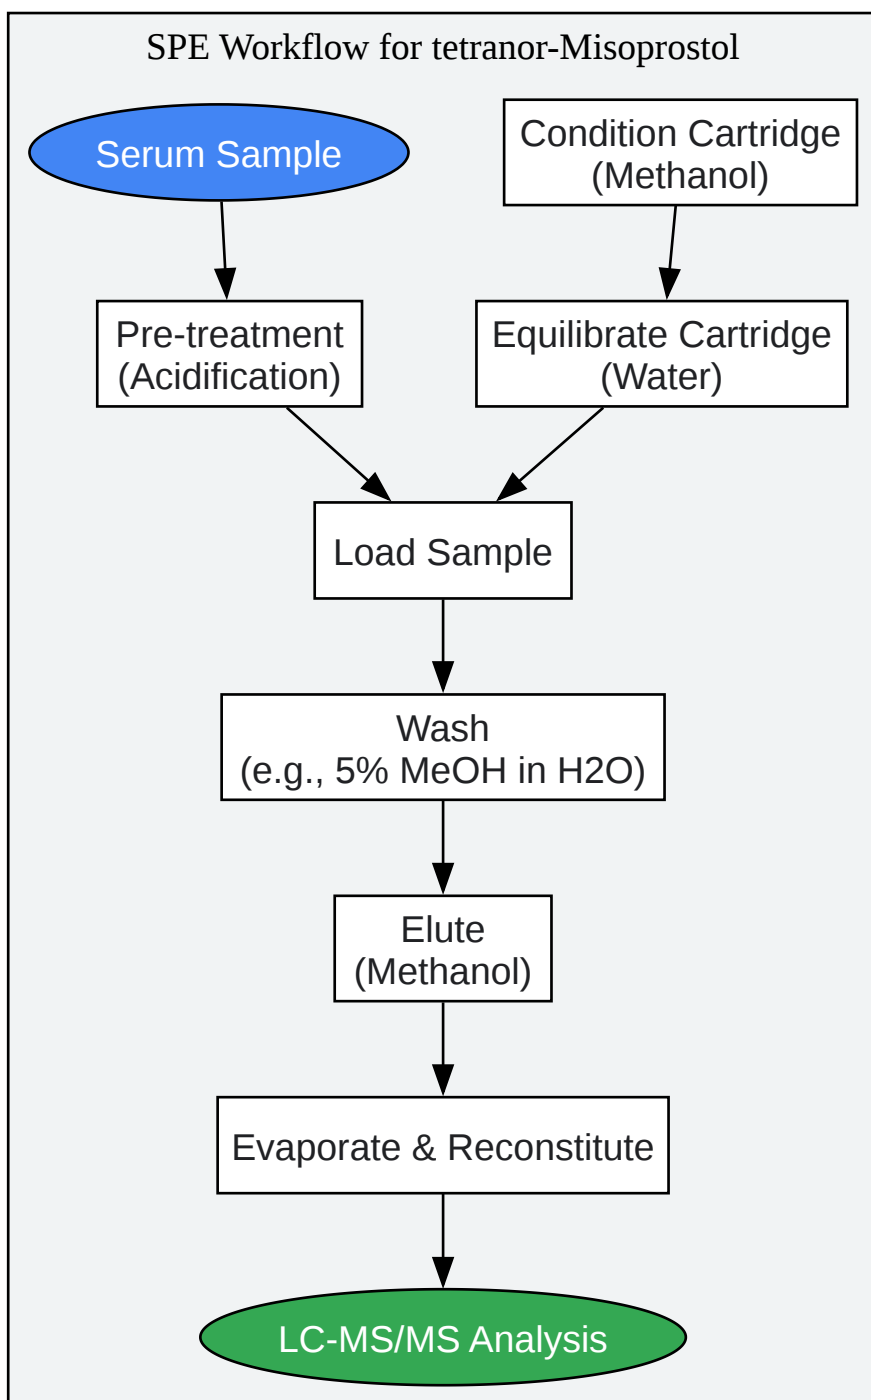 SPE Workflow for tetranor-Misoprostol
Serum Sample
Condition Cartridge
(Methanol)
Pre-treatment
(Acidification)
Equilibrate Cartridge
(Water)
Load Sample
Wash
(e.g., 5% MeOH in H2O)
Elute
(Methanol)
Evaporate & Reconstitute
LC-MS/MS Analysis